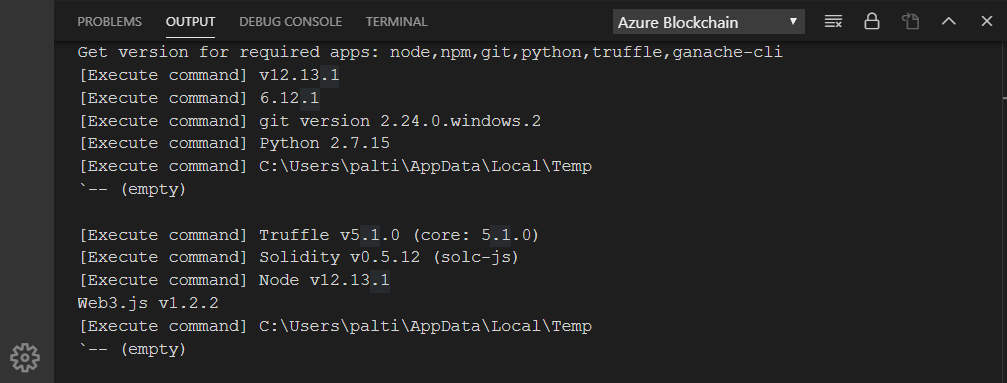 PROBLEMS OUTPUT DEBUG CONSOLE TERMINAL Azure Blockchain
Get version for required apps: node,npm,git,python,truffle,ganache-cli
[Execute command] v12.13.1
[Execute command] 6.12.1
[Execute command] git version 2.24.0.windows.2
[Execute command] Python 2.7.15
[Execute command] C:\Users\palti\AppData\Local\Temp
`-- (empty)
[Execute command] Truffle v5.1.0 (core: 5.1.0)
[Execute command] Solidity v0.5.12 (solc-js)
[Execute command] Node v12.13.1
Web3.js v1.2.2
[Execute command] C:\Users\palti\AppData\Local\Temp
`-- (empty)